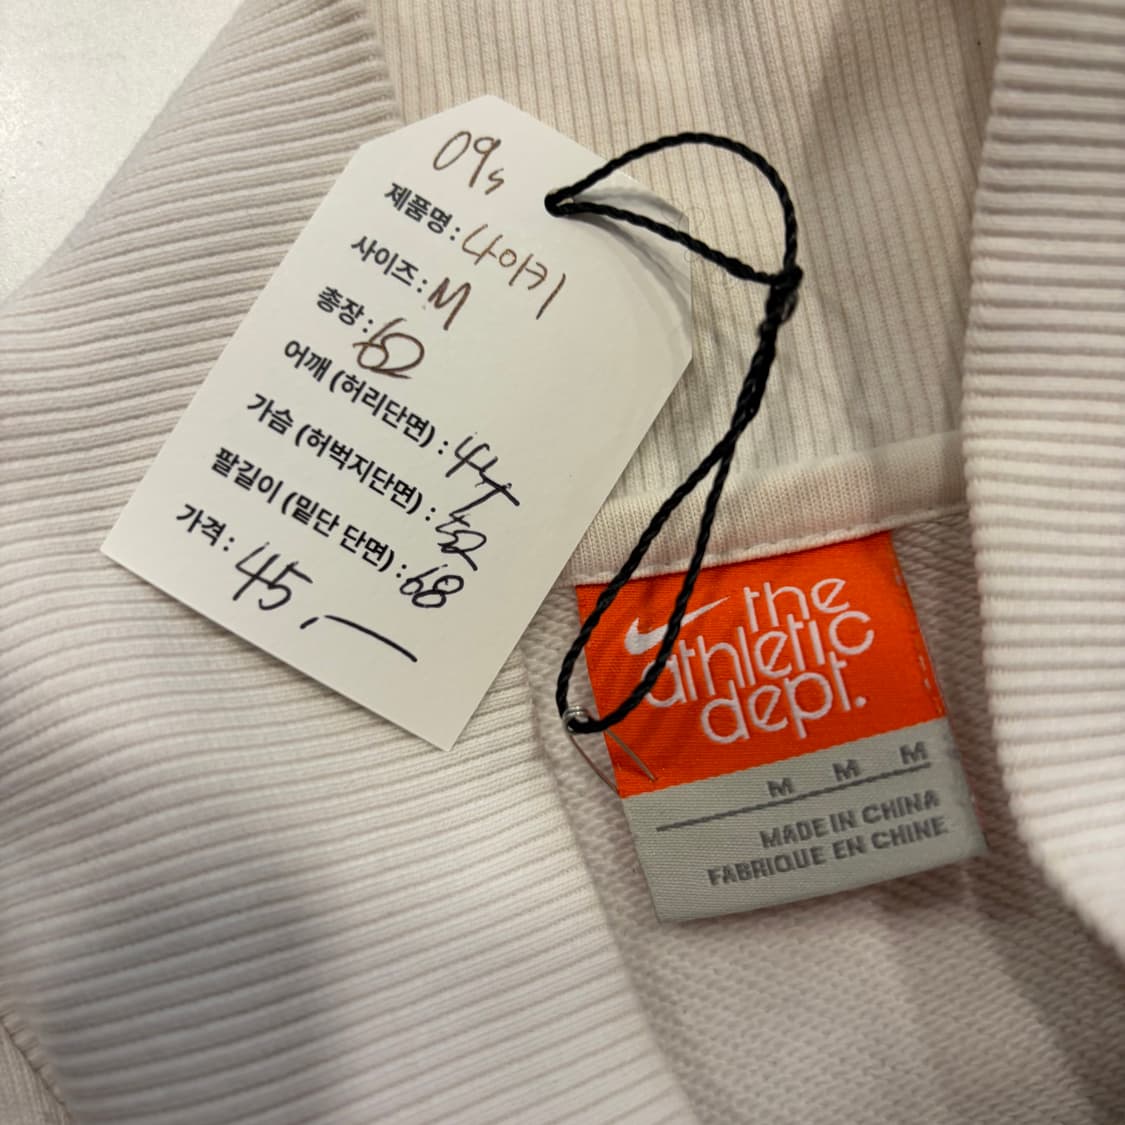 09s
제품명 : 나이키
사이즈 : M
총장 : 62
어깨 (허리단면) : 44
가슴 (허벅지단면) : 52
팔길이 (밑단 단면) : 68
가격 : 45,—
the
athletic
dept.
M M M
MADE IN CHINA
FABRIQUE EN CHINE